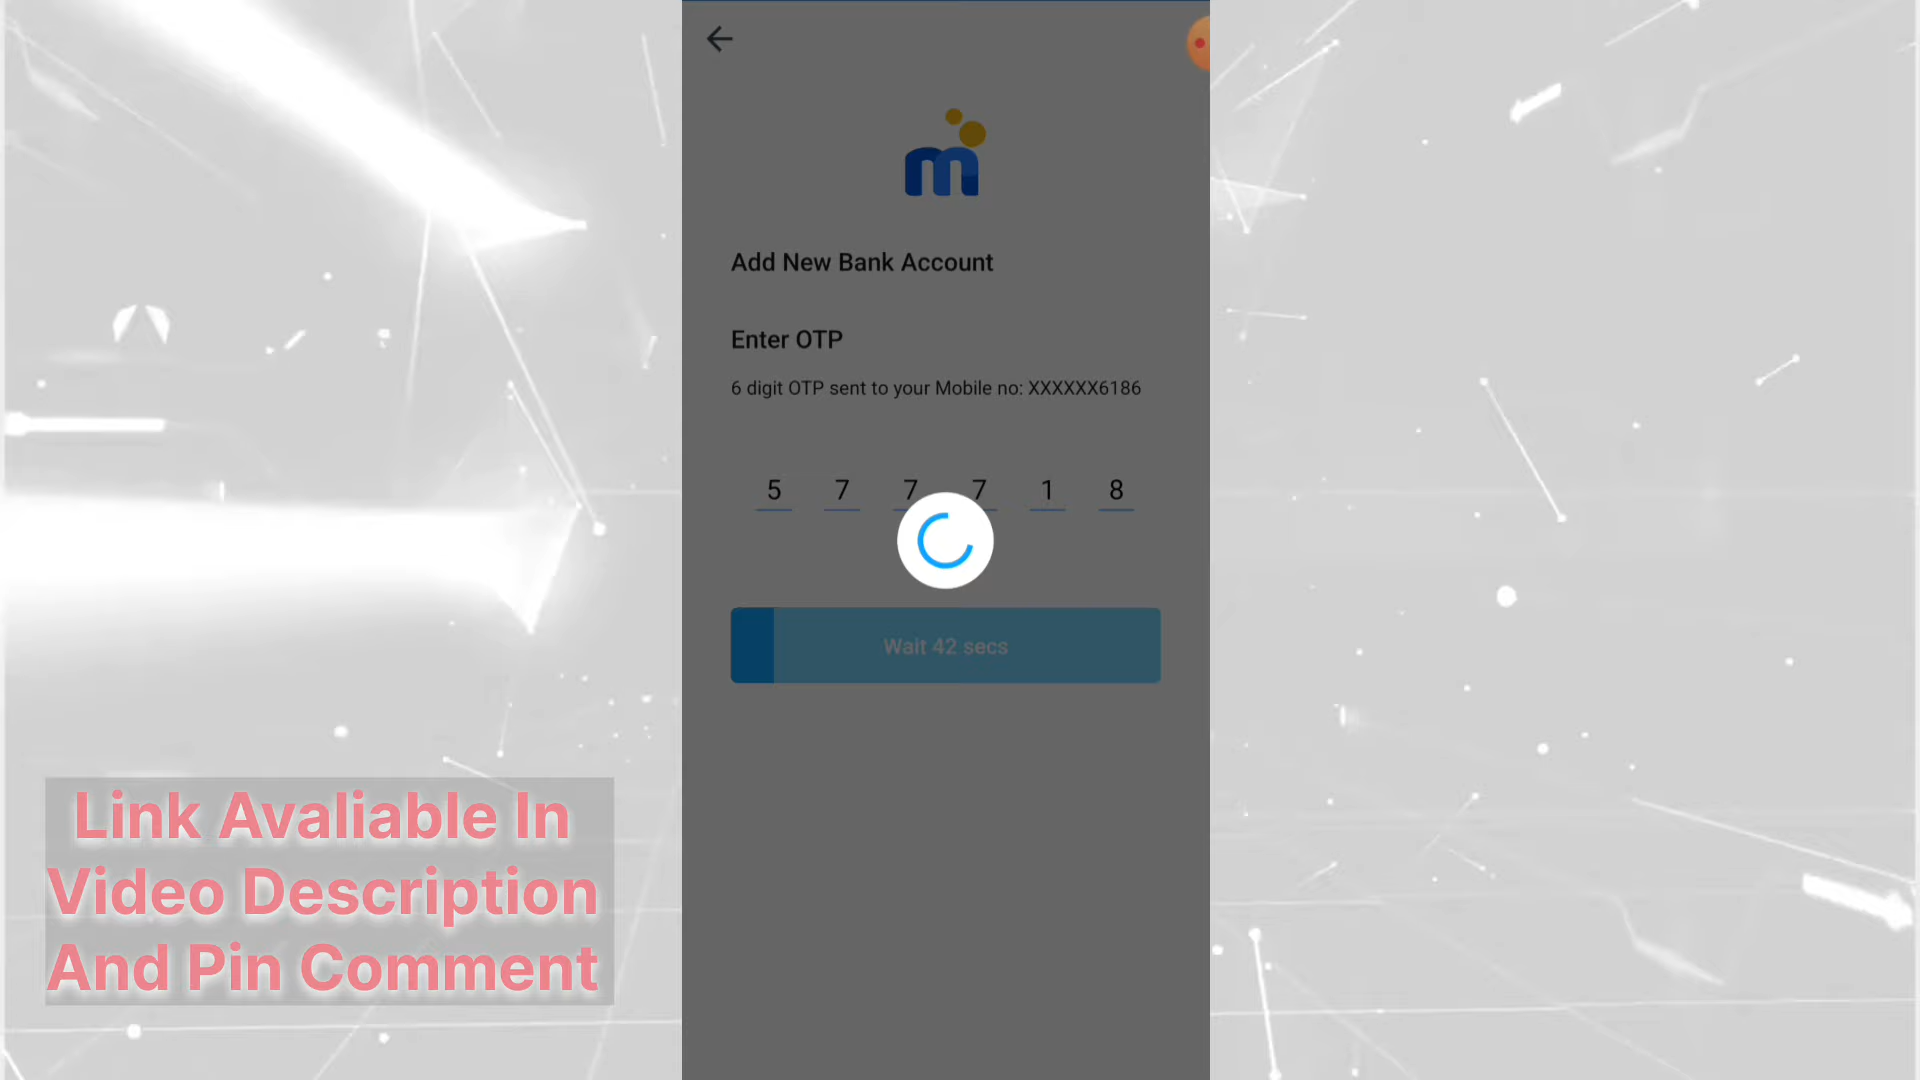 Add New Bank Account
Enter OTP
6 digit OTP sent to your Mobile no: XXXXXX6186
5 7 7 7 1 8
Wait 42 secs
Link Avaliable In
Video Description
And Pin Comment